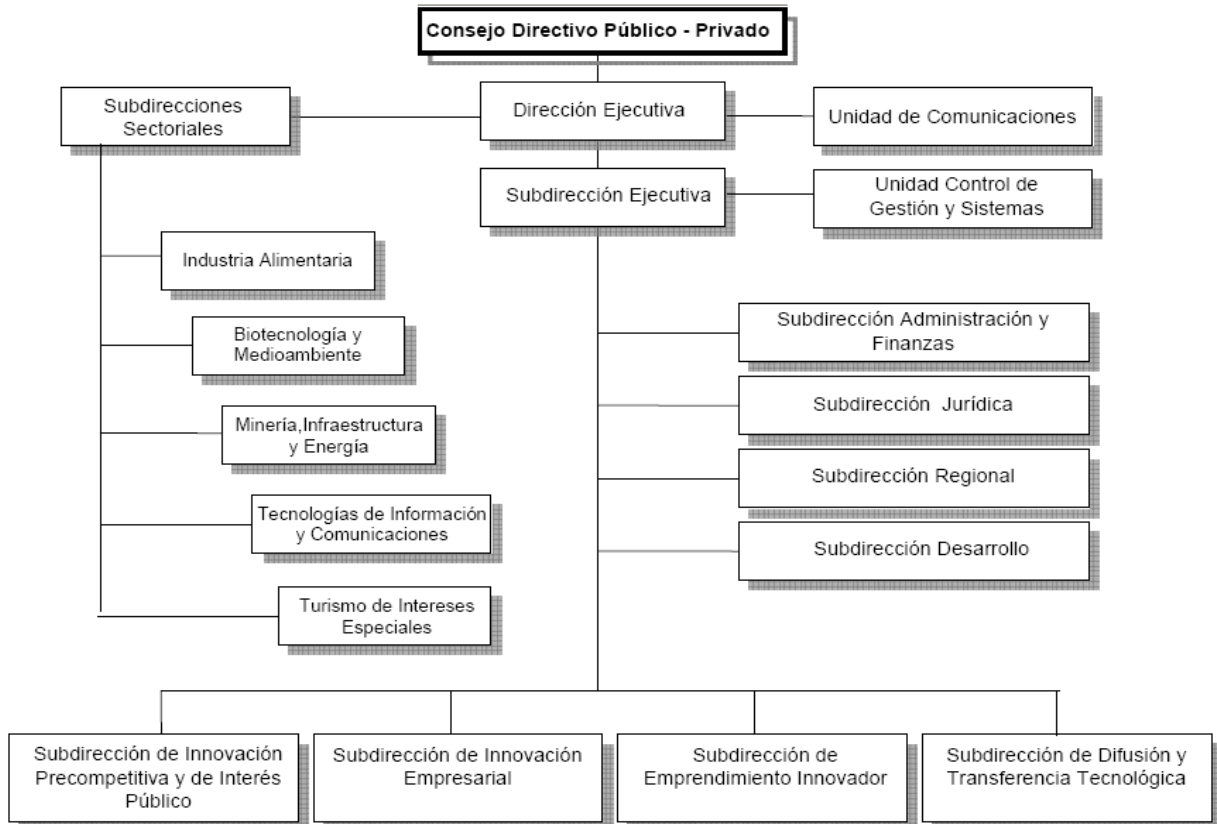 Consejo Directivo Público - Privado
Subdirecciones
Sectoriales
Dirección Ejecutiva
Unidad de Comunicaciones
Subdirección Ejecutiva
Unidad Control de
Gestión y Sistemas
Industria Alimentaria
Biotecnología y
Medioambiente
Minería,Infraestructura
y Energía
Tecnologías de Información
y Comunicaciones
Turismo de Intereses
Especiales
Subdirección Administración y
Finanzas
Subdirección Jurídica
Subdirección Regional
Subdirección Desarrollo
Subdirección de Innovación
Precompetitiva y de Interés
Público
Subdirección de Innovación
Empresarial
Subdirección de
Emprendimiento Innovador
Subdirección de Difusión y
Transferencia Tecnológica